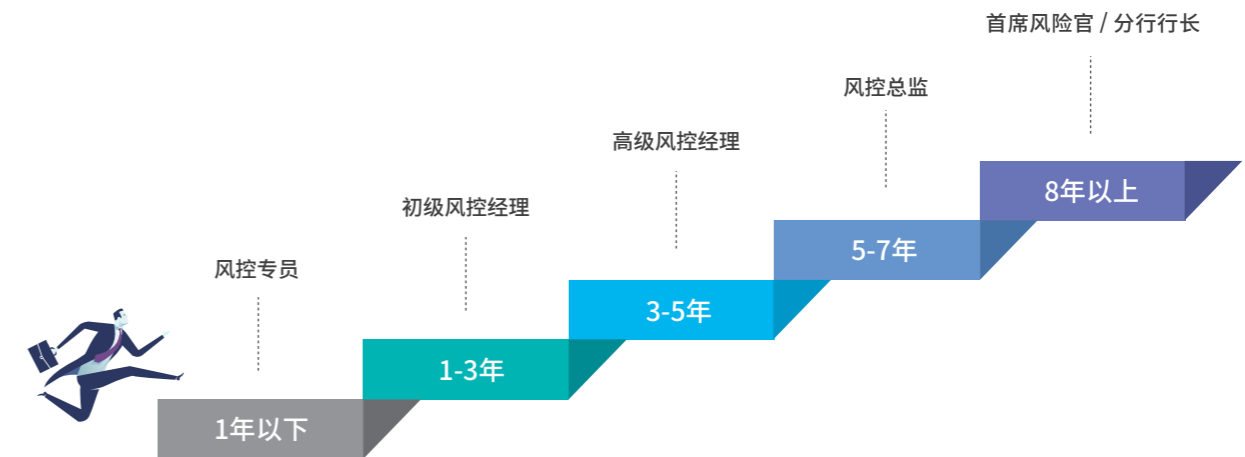 首席风险官 / 分行行长
风控总监
高级风控经理
初级风控经理
风控专员
8年以上
5-7年
3-5年
1-3年
1年以下